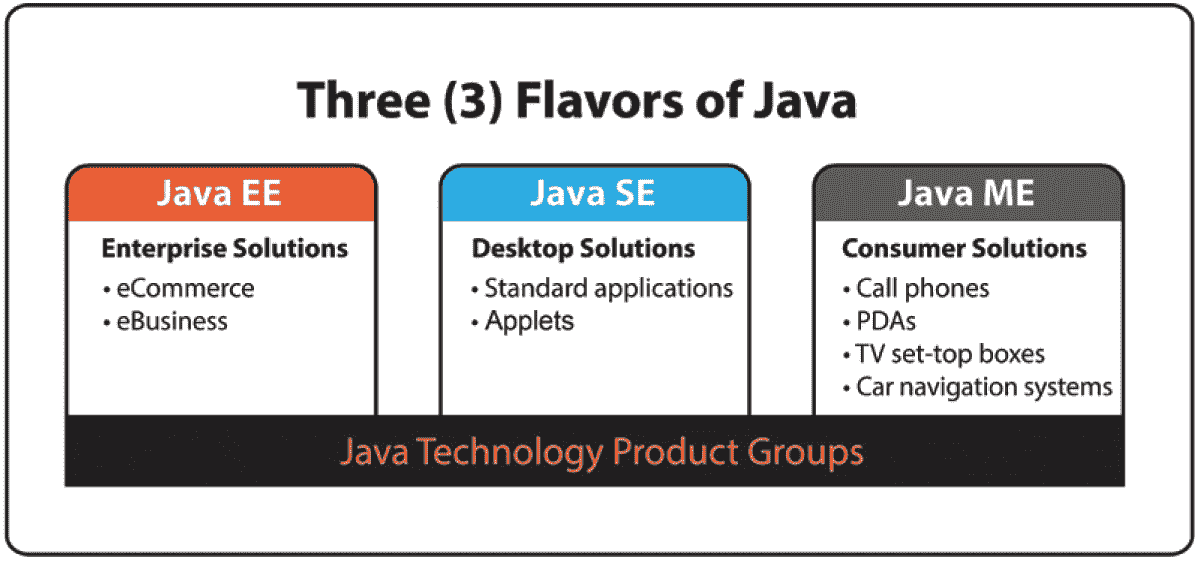 Three (3) Flavors of Java
Java EE
Enterprise Solutions
• eCommerce
• eBusiness
Java SE
Desktop Solutions
• Standard applications
• Applets
Java ME
Consumer Solutions
• Call phones
• PDAs
• TV set-top boxes
• Car navigation systems
Java Technology Product Groups